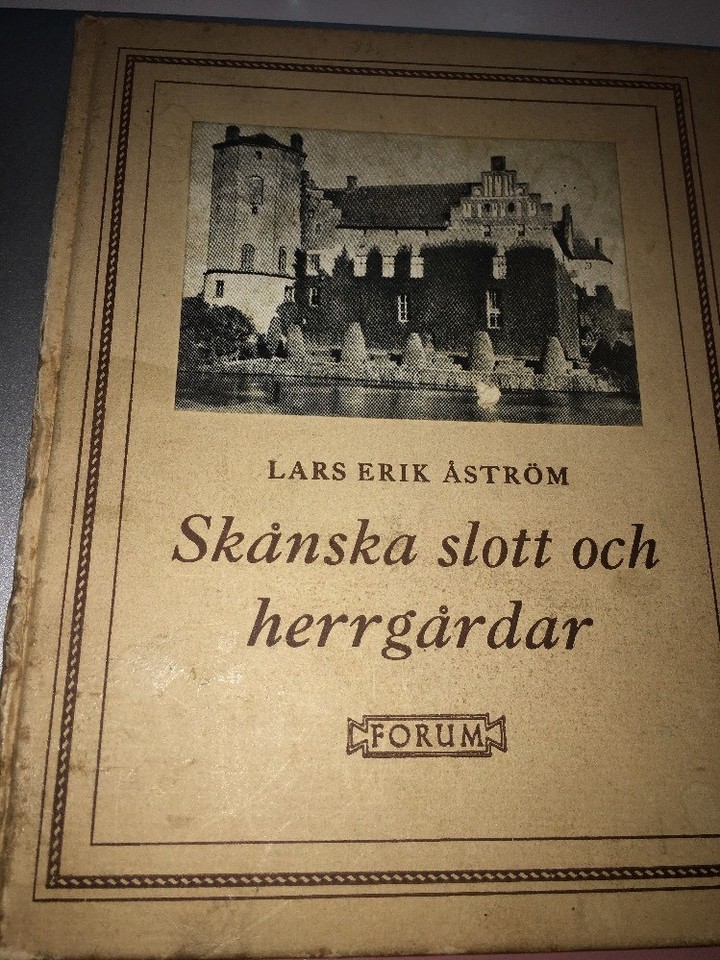 LARS ERIK ÅSTRÖM
Skånska slott och
herrgårdar
FORUM